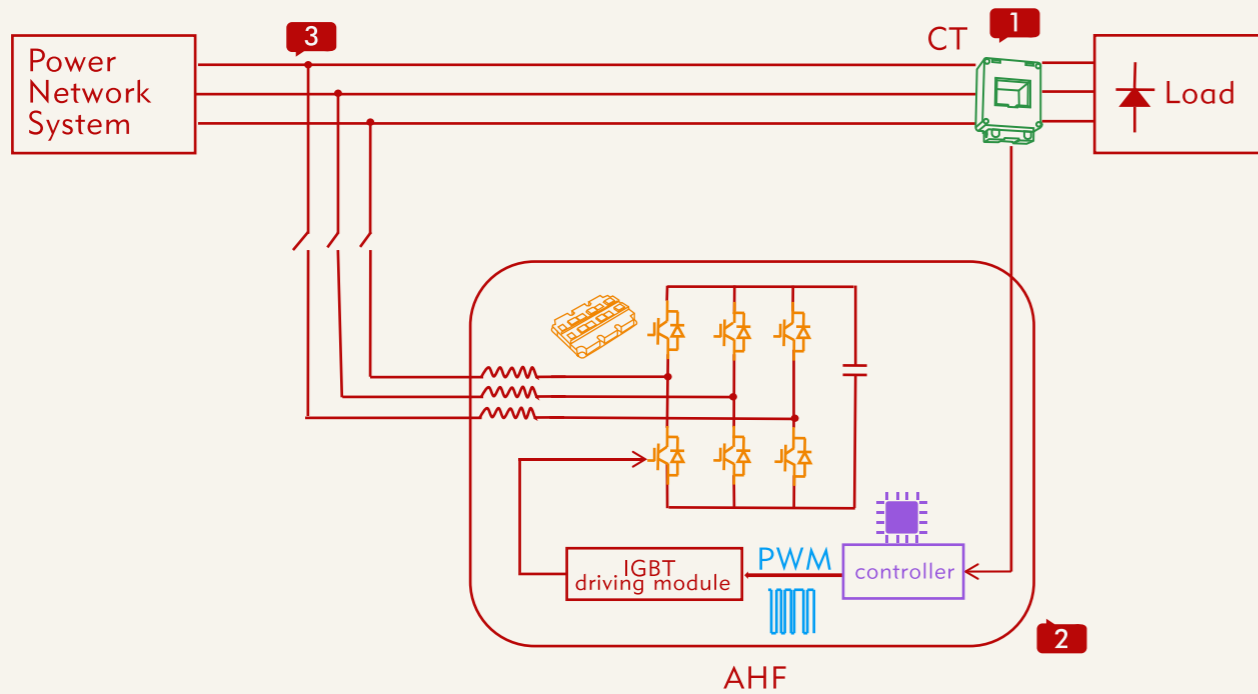 3
CT
1
Power
Network
System
Load
IGBT
driving module
PWM
controller
2
AHF